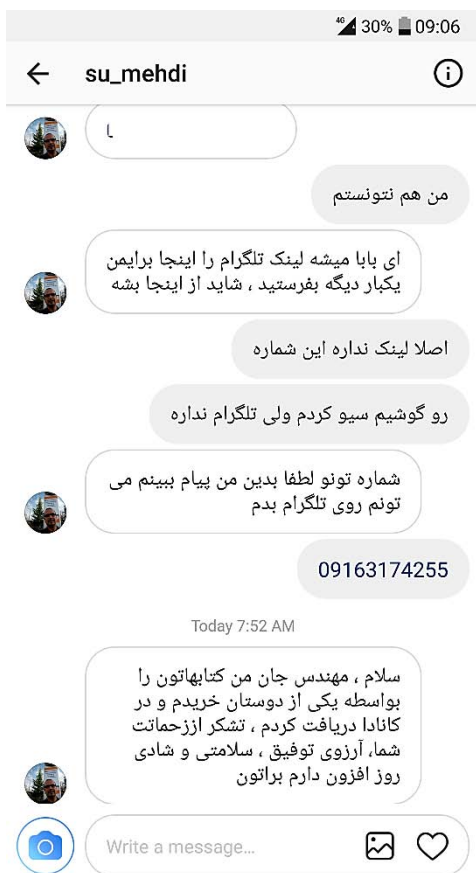 4G 30% 09:06
su_mehdi
من هم نتونستم
ای بابا میشه لینک تلگرام را اینجا برایمن
یکبار دیگه بفرستید ، شاید از اینجا بشه
اصلا لینک نداره این شماره
رو گوشیم سیو کردم ولی تلگرام نداره
شماره تونو لطفا بدین من پیام ببینم می
تونم روی تلگرام بدم
09163174255
Today 7:52 AM
سلام ، مهندس جان من کتابهاتون را
بواسطه یکی از دوستان خریدم و در
کانادا دریافت کردم ، تشکر اززحماتت
شما، آرزوی توفیق ، سلامتی و شادی
روز افزون دارم براتون
Write a message...